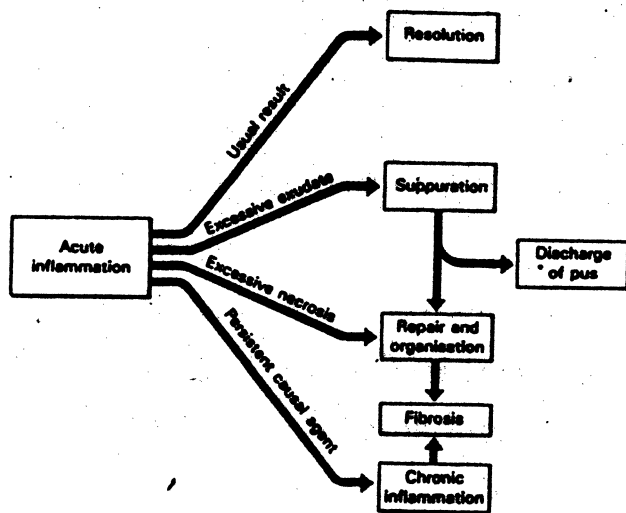 Resolution
Usual result
Excessive exudate
Suppuration
Acute
inflammation
Discharge
of pus
Excessive necrosis
Repair and
organisation
Persistent causal agent
Fibrosis
Chronic
inflammation